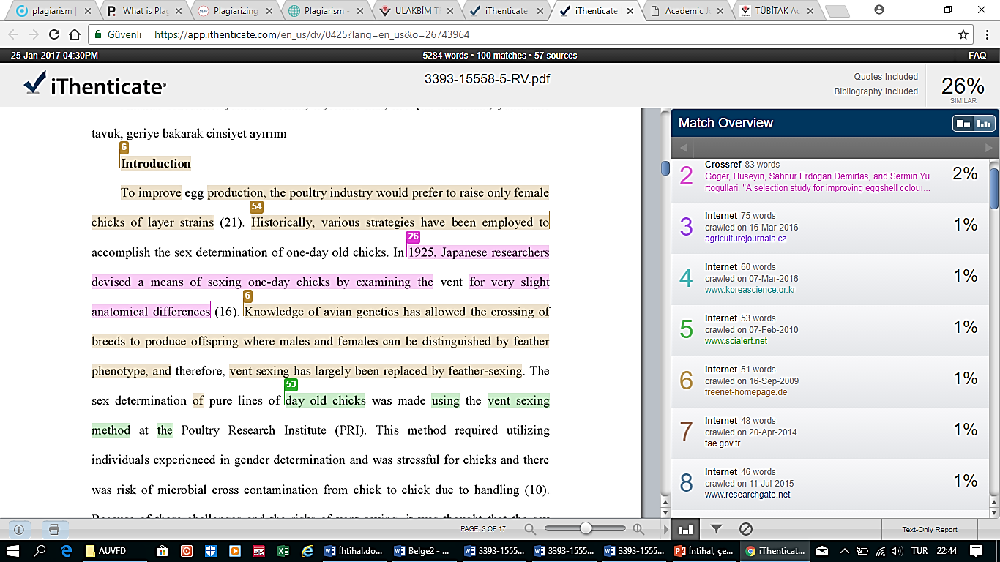 plagiarism |
What is Plag
Plagiarizing
Plagiarism -
ULAKBİM T
iThenticate
iThenticate
Academic J
TÜBİTAK Ac
Güvenli
https://app.ithenticate.com/en_us/dv/0425?lang=en_us&o=26743964
25-Jan-2017 04:30PM
5284 words • 100 matches • 57 sources
FAQ
iThenticate®
3393-15558-5-RV.pdf
Quotes Included
Bibliography Included
26%
SIMILAR
tavuk, geriye bakarak cinsiyet ayırımı
6
Introduction
To improve egg production, the poultry industry would prefer to raise only female
54
chicks of layer strains (21). Historically, various strategies have been employed to
26
accomplish the sex determination of one-day old chicks. In 1925, Japanese researchers
devised a means of sexing one-day chicks by examining the vent for very slight
6
anatomical differences (16). Knowledge of avian genetics has allowed the crossing of
breeds to produce offspring where males and females can be distinguished by feather
phenotype, and therefore, vent sexing has largely been replaced by feather-sexing. The
53
sex determination of pure lines of day old chicks was made using the vent sexing
method at the Poultry Research Institute (PRI). This method required utilizing
individuals experienced in gender determination and was stressful for chicks and there
was risk of microbial cross contamination from chick to chick due to handling (10).
Match Overview
2
Crossref 83 words
Goger, Huseyin, Sahnur Erdogan Demirtas, and Sermin Yu
rtogullari. "A selection study for improving eggshell colou ...
2%
3
Internet 75 words
crawled on 16-Mar-2016
agriculturejournals.cz
1%
4
Internet 60 words
crawled on 07-Mar-2016
www.koreascience.or.kr
1%
5
Internet 53 words
crawled on 07-Feb-2010
www.scialert.net
1%
6
Internet 51 words
crawled on 16-Sep-2009
freenet-homepage.de
1%
7
Internet 48 words
crawled on 20-Apr-2014
tae.gov.tr
1%
8
Internet 46 words
crawled on 11-Jul-2015
www.researchgate.net
1%
PAGE: 3 OF 17
Text-Only Report
AUVFD
İntihal.do...
Belge2 - ...
3393-1555...
3393-1555...
3393-1555...
İntihal, çe...
iThenticat...
TUR
22:44